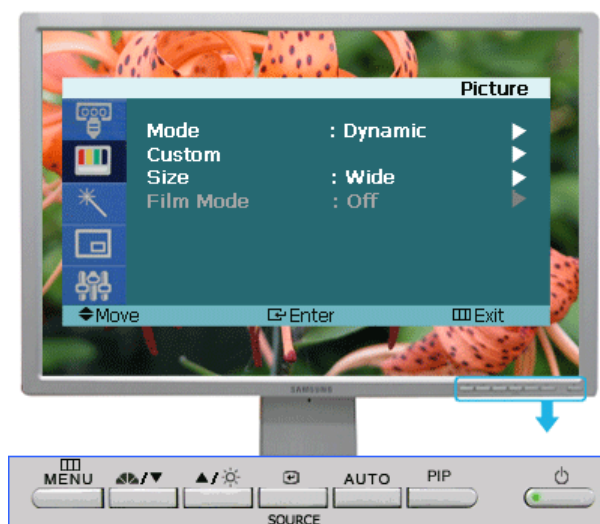 Picture
Mode : Dynamic
Custom
Size : Wide
Film Mode : Off
Move Enter Exit
SAMSUNG
MENU AUTO PIP
SOURCE